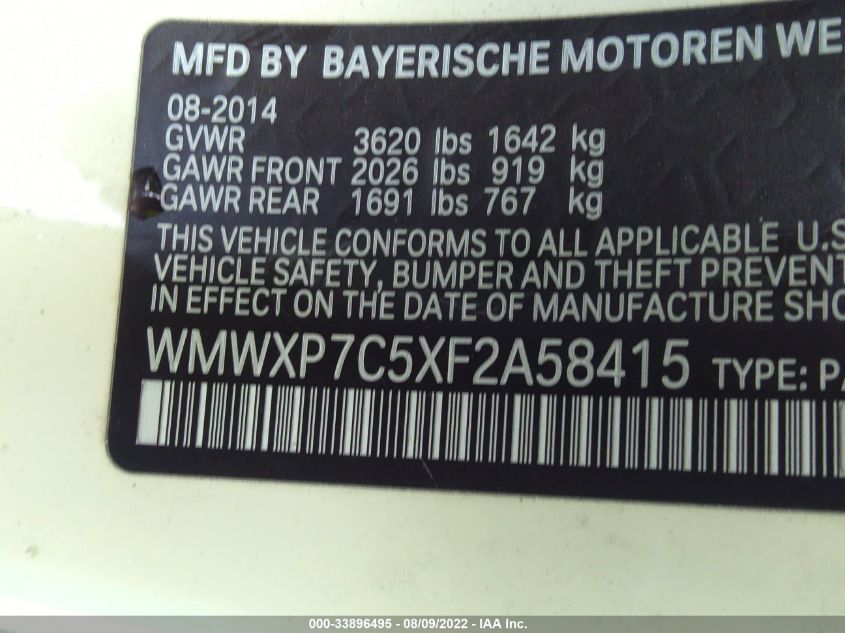 MFD BY BAYERISCHE MOTOREN WE
08-2014
GVWR 3620 lbs 1642 kg
GAWR FRONT 2026 lbs 919 kg
GAWR REAR 1691 lbs 767 kg
THIS VEHICLE CONFORMS TO ALL APPLICABLE U.S
VEHICLE SAFETY, BUMPER AND THEFT PREVENT
IN EFFECT ON THE DATE OF MANUFACTURE SHO
WMWXP7C5XF2A58415 TYPE: PA
000-33896495 - 08/09/2022 - IAA Inc.